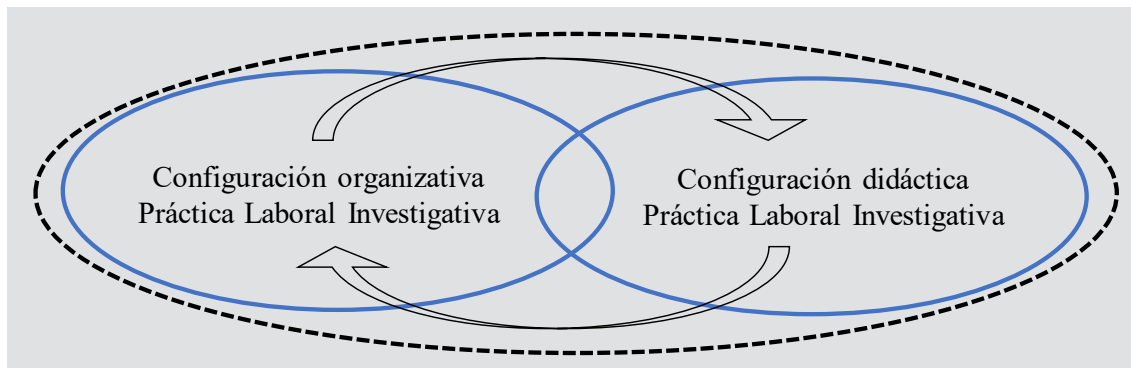 Configuración organizativa
Práctica Laboral Investigativa
Configuración didáctica
Práctica Laboral Investigativa